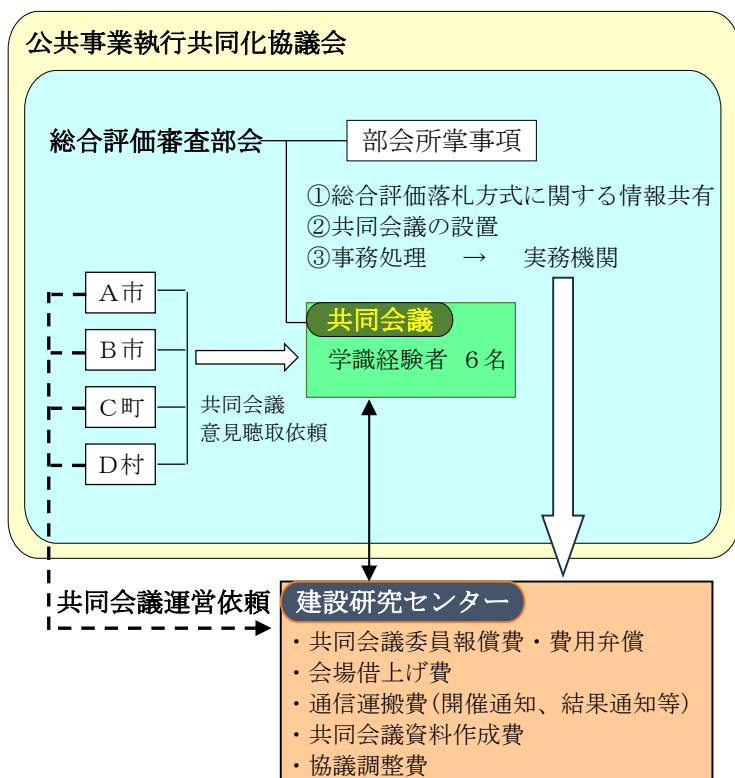 公共事業執行共同化協議会
総合評価審査部会
部会所掌事項
①総合評価落札方式に関する情報共有
②共同会議の設置
③事務処理 → 実務機関
A市
B市
C町
D村
共同会議
意見聴取依頼
共同会議
学識経験者 6名
共同会議運営依頼
建設研究センター
・共同会議委員報償費・費用弁償
・会場借上げ費
・通信運搬費(開催通知、結果通知等)
・共同会議資料作成費
・協議調整費